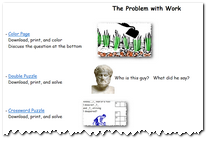 The Problem with Work
- Color Page
Download, print, and color
Discuss the question at the bottom
- Double Puzzle
Download, print, and solve
Who is this guy? What did he say?
- Crossword Puzzle
Download, print, and solve